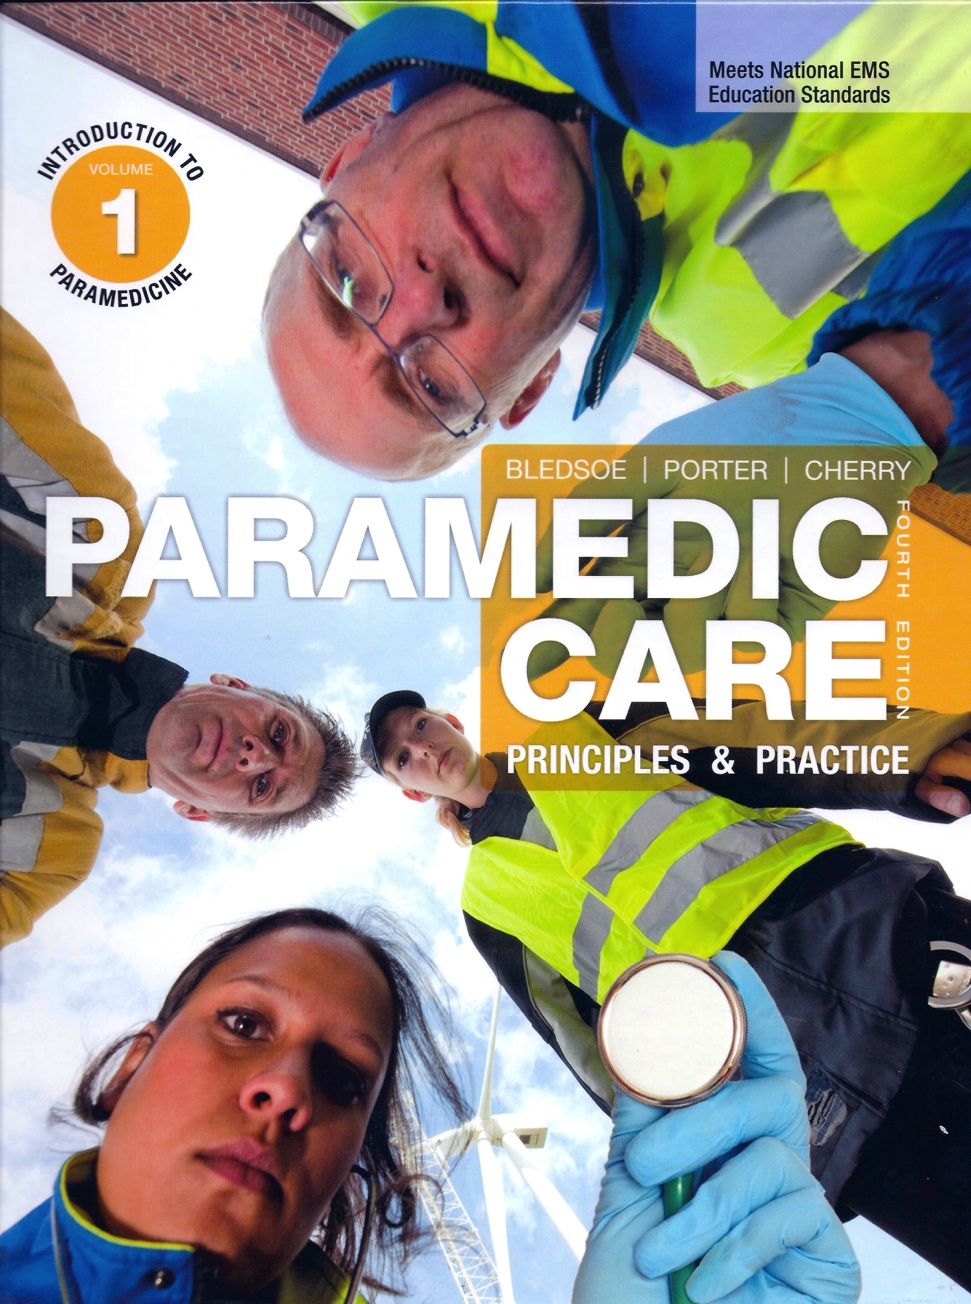 Meets National EMS
Education Standards
INTRODUCTION TO
VOLUME
1
PARAMEDICINE
BLEDSOE | PORTER | CHERRY
PARAMEDIC
CARE
FOURTH EDITION
PRINCIPLES & PRACTICE